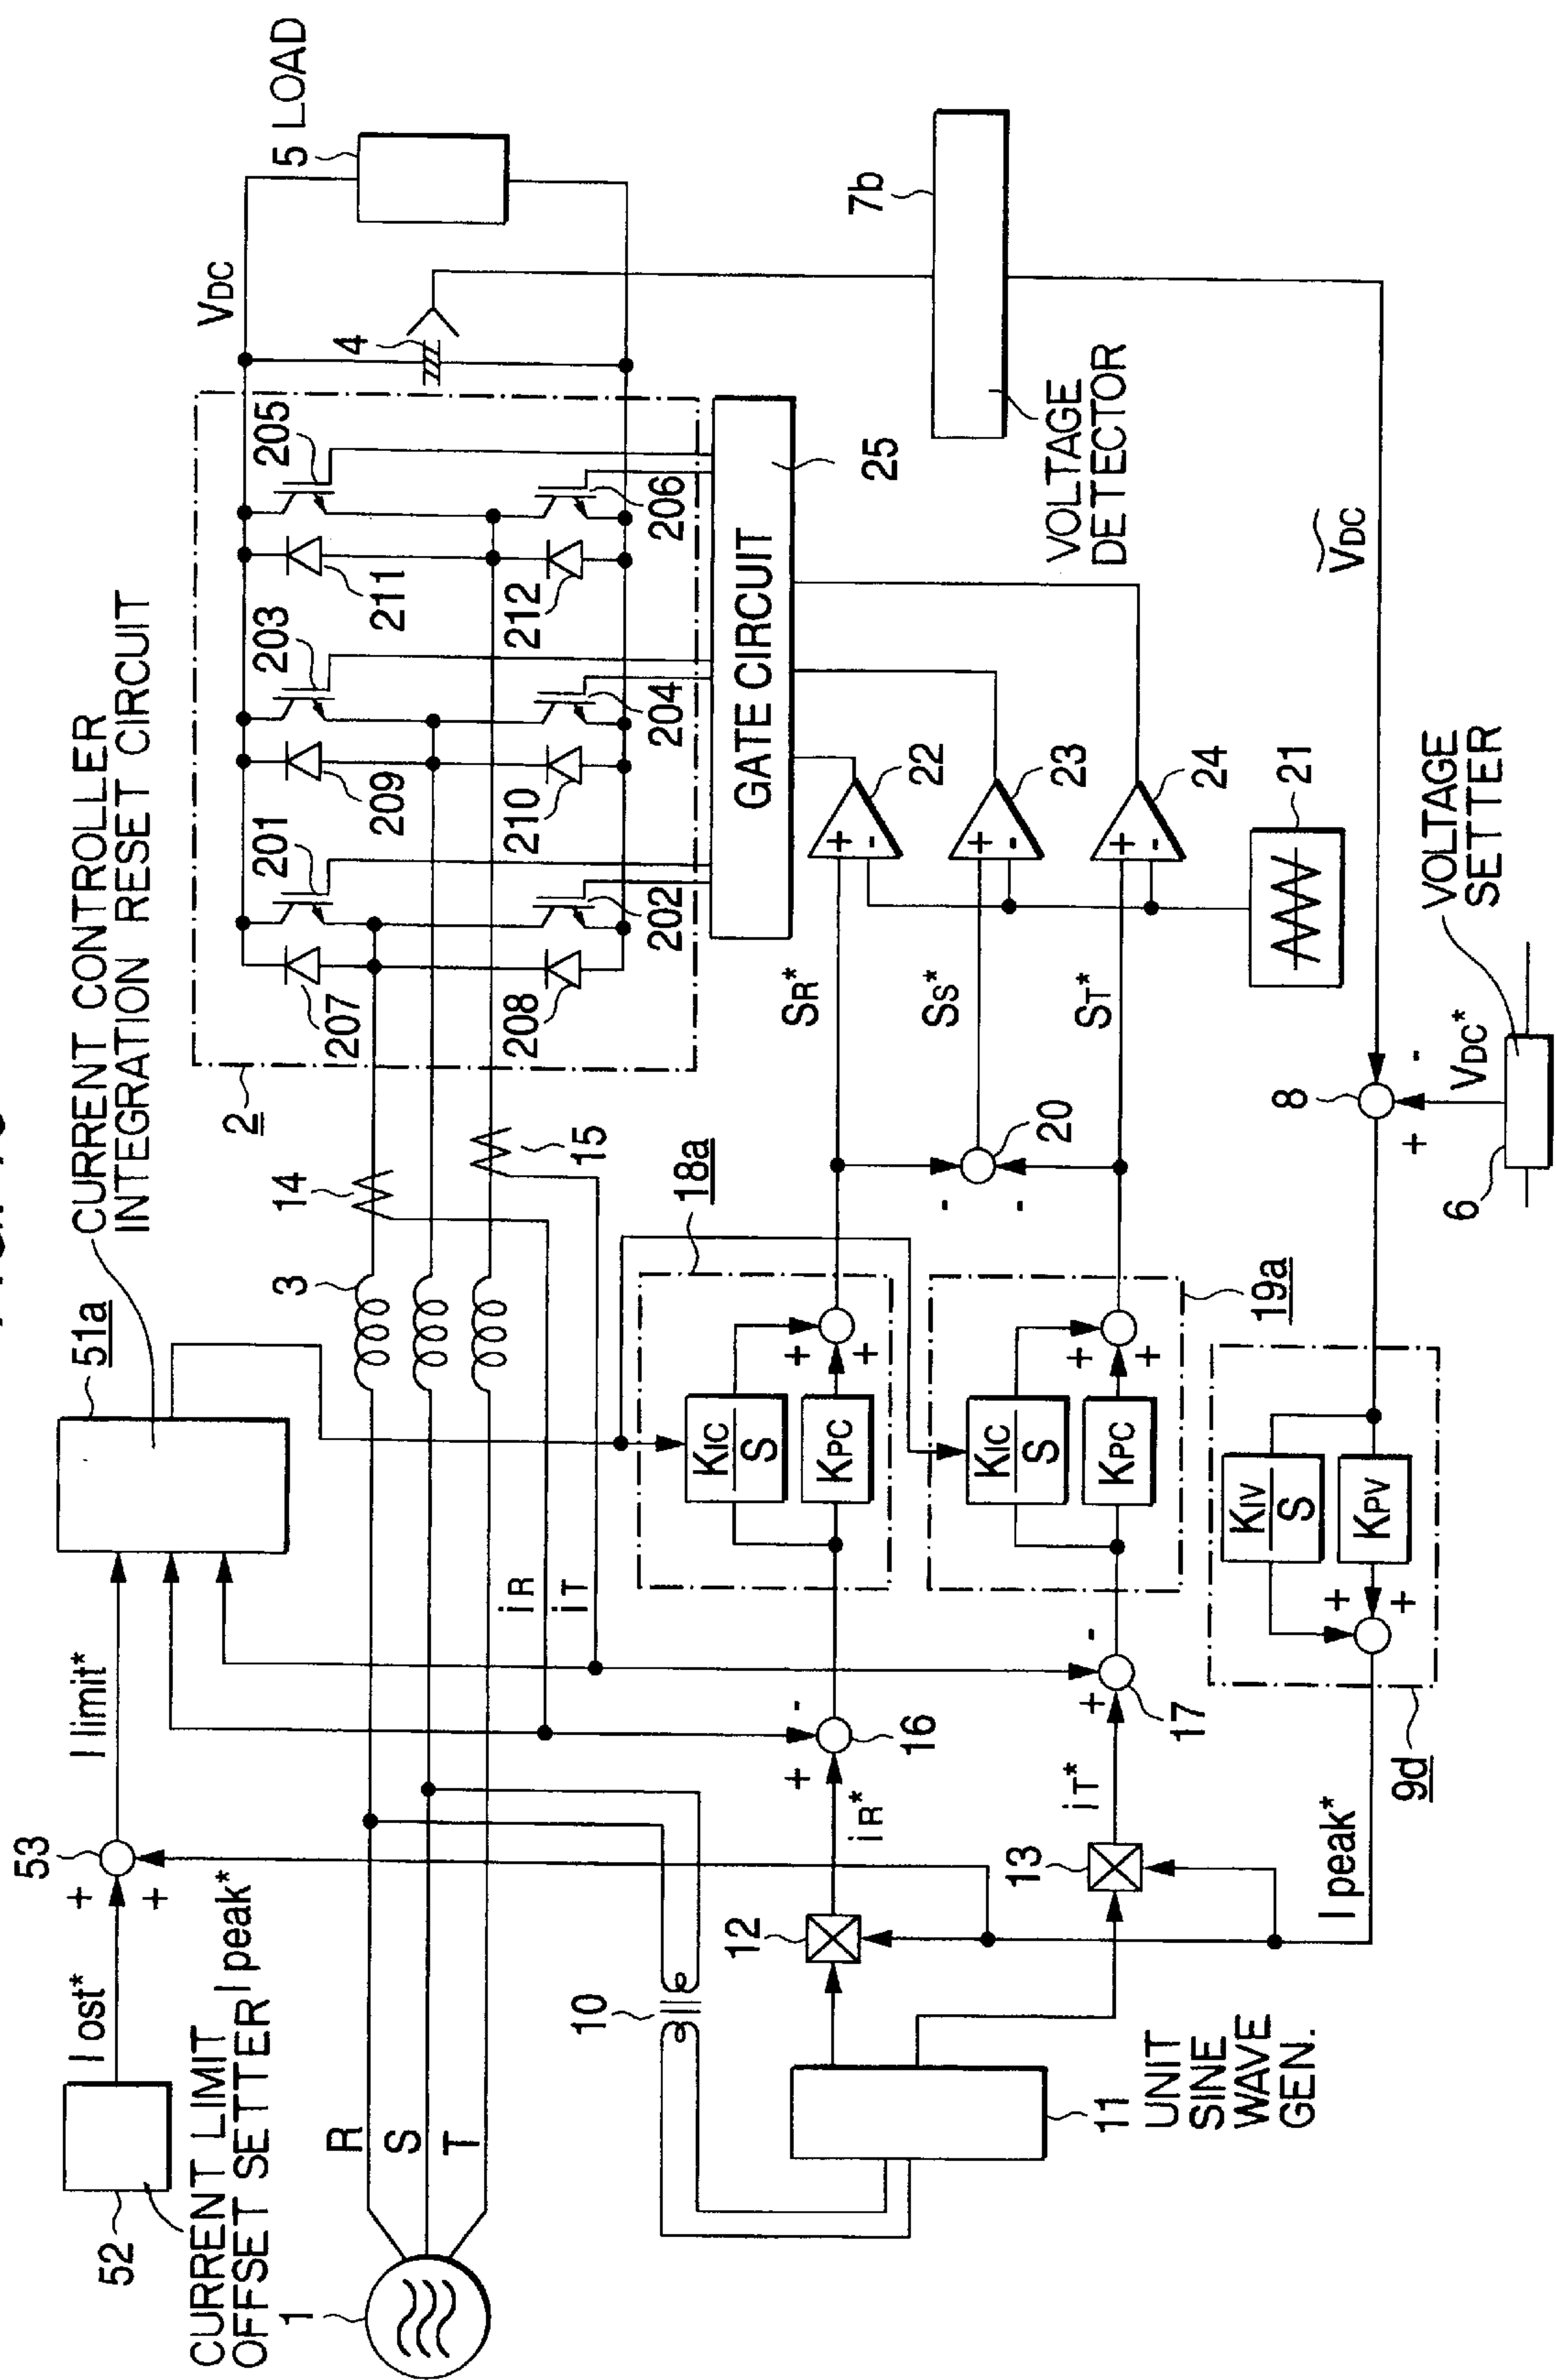 CURRENT CONTROLLER
INTEGRATION RESET CIRCUIT
51a
53
I limit*
I ost*
52
CURRENT LIMIT
OFFSET SETTER
I peak*
1
R
S
T
3
14
15
iR
iT
2
201
203
205
207
209
211
202
204
206
208
210
212
VDC
4
5 LOAD
GATE CIRCUIT
25
7b
VOLTAGE
DETECTOR
10
11
UNIT
SINE
WAVE
GEN.
12
13
iR*
iT*
+
-
16
+
-
17
18a
KIC
S
KPC
+
+
19a
KIC
S
KPC
+
+
20
-
-
SR*
SS*
ST*
+
-
22
+
-
23
+
-
24
21
9d
KIV
S
KPV
+
+
I peak*
8
+
-
VDC*
ṼDC
6
VOLTAGE
SETTER
+
+